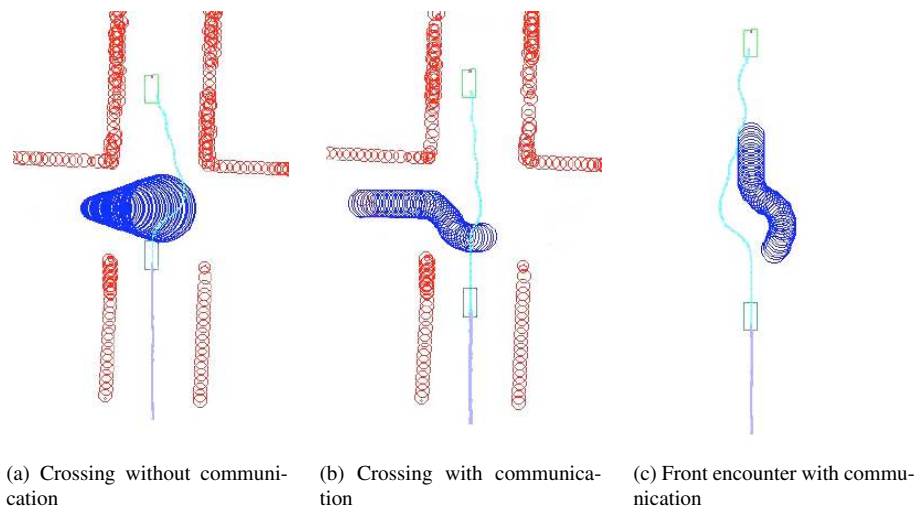 (a) Crossing without communi-
cation
(b) Crossing with communica-
tion
(c) Front encounter with commu-
nication